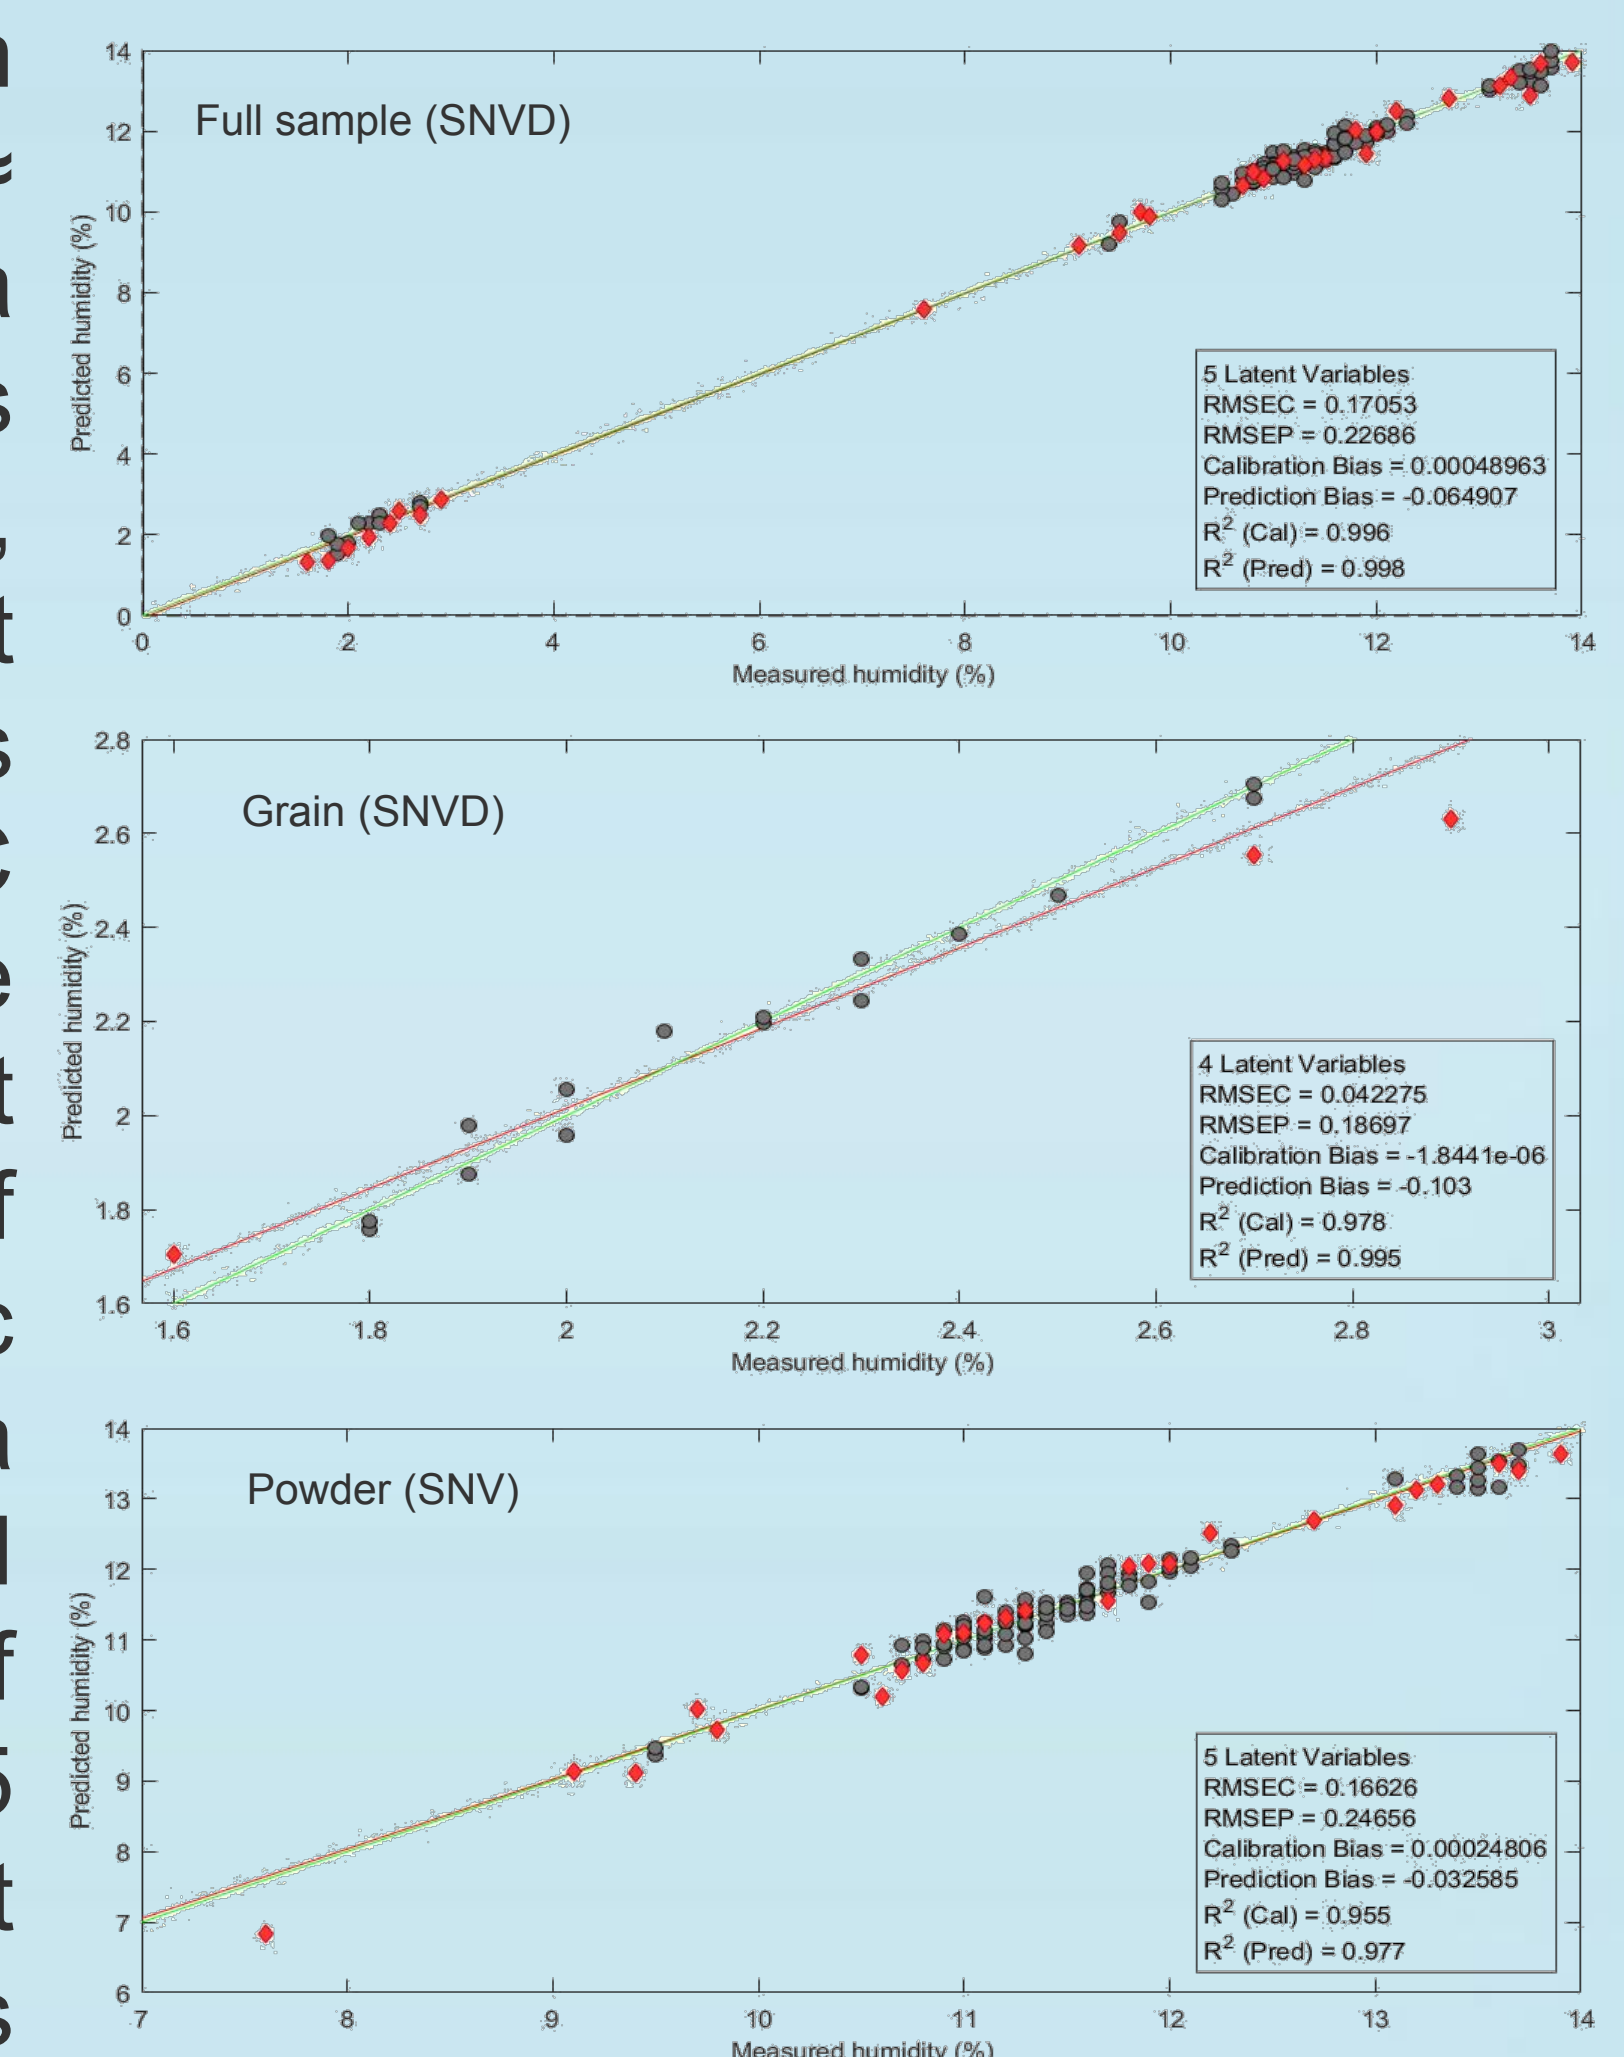 Full sample (SNVD)
14
12
10
8
6
4
2
0
Predicted humidity (%)
5 Latent Variables
RMSEC = 0.17053
RMSEP = 0.22686
Calibration Bias = 0.00048963
Prediction Bias = -0.064907
R² (Cal) = 0.996
R² (Pred) = 0.998
0 2 4 6 8 10 12 14
Measured humidity (%)
Grain (SNVD)
2.8
2.6
2.4
2.2
2
1.8
1.6
Predicted humidity (%)
4 Latent Variables
RMSEC = 0.042275
RMSEP = 0.18697
Calibration Bias = -1.8441e-06
Prediction Bias = -0.103
R² (Cal) = 0.978
R² (Pred) = 0.995
1.6 1.8 2 2.2 2.4 2.6 2.8 3
Measured humidity (%)
Powder (SNV)
14
13
12
11
10
9
8
7
6
Predicted humidity (%)
5 Latent Variables
RMSEC = 0.16626
RMSEP = 0.24656
Calibration Bias = 0.00024806
Prediction Bias = -0.032585
R² (Cal) = 0.955
R² (Pred) = 0.977
7 8 9 10 11 12 13 14
Measured humidity (%)